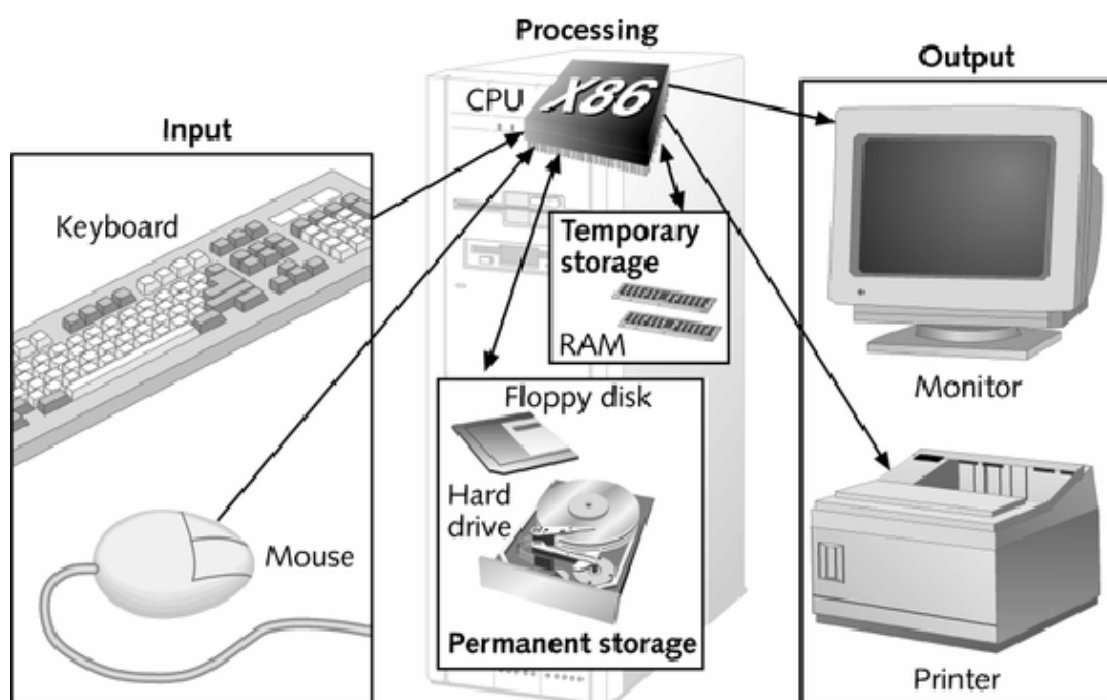 Processing
Output
Input
CPU
X86
Keyboard
Temporary
storage
RAM
Monitor
Floppy disk
Hard
drive
Mouse
Permanent storage
Printer